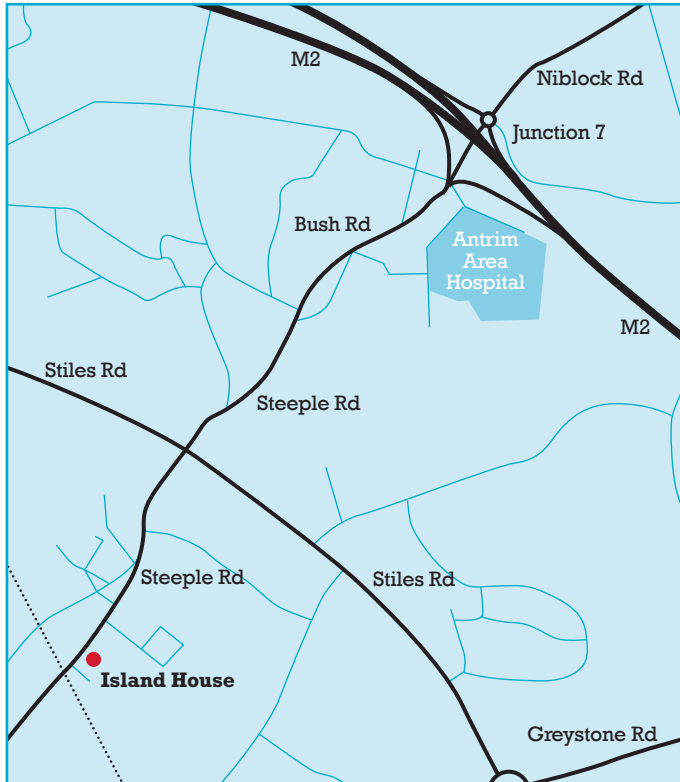 M2
Niblock Rd
Junction 7
Bush Rd
Antrim
Area
Hospital
M2
Stiles Rd
Steeple Rd
Steeple Rd
Stiles Rd
Island House
Greystone Rd